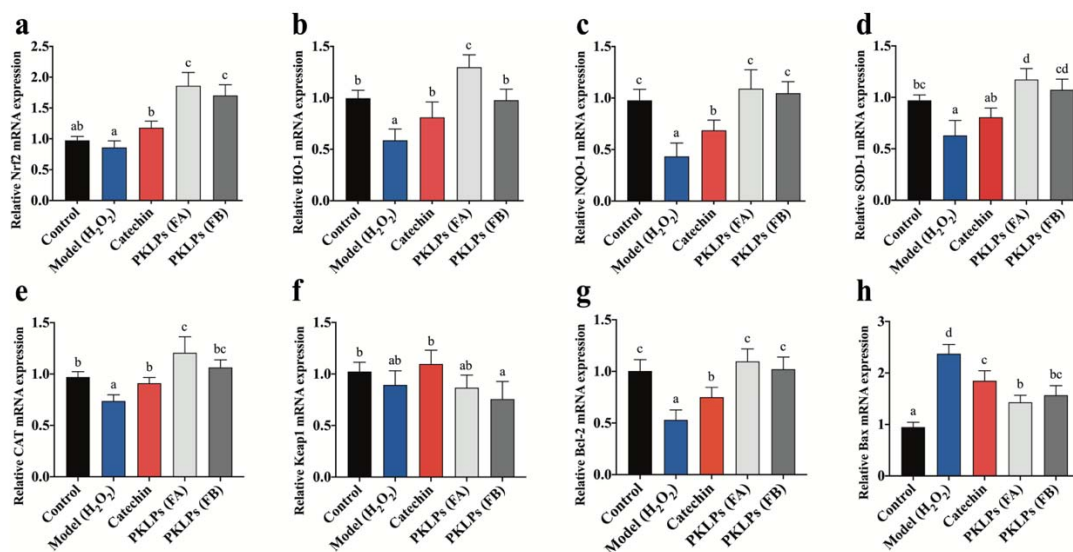 a
Relative Nrf2 mRNA expression
2.5
2.0
1.5
1.0
0.5
0.0
ab
a
b
c
c
Control
Model (H₂O₂)
Catechin
PKLPs (FA)
PKLPs (FB)
b
Relative HO-1 mRNA expression
1.5
1.0
0.5
0.0
b
a
b
c
b
Control
Model (H₂O₂)
Catechin
PKLPs (FA)
PKLPs (FB)
c
Relative NQO-1 mRNA expression
1.5
1.0
0.5
0.0
c
a
b
c
c
Control
Model (H₂O₂)
Catechin
PKLPs (FA)
PKLPs (FB)
d
Relative SOD-1 mRNA expression
1.5
1.0
0.5
0.0
bc
a
ab
d
cd
Control
Model (H₂O₂)
Catechin
PKLPs (FA)
PKLPs (FB)
e
Relative CAT mRNA expression
1.5
1.0
0.5
0.0
b
a
b
c
bc
Control
Model (H₂O₂)
Catechin
PKLPs (FA)
PKLPs (FB)
f
Relative Keap1 mRNA expression
1.5
1.0
0.5
0.0
b
ab
b
ab
a
Control
Model (H₂O₂)
Catechin
PKLPs (FA)
PKLPs (FB)
g
Relative Bcl-2 mRNA expression
1.5
1.0
0.5
0.0
c
a
b
c
c
Control
Model (H₂O₂)
Catechin
PKLPs (FA)
PKLPs (FB)
h
Relative Bax mRNA expression
3
2
1
0
a
d
c
b
bc
Control
Model (H₂O₂)
Catechin
PKLPs (FA)
PKLPs (FB)